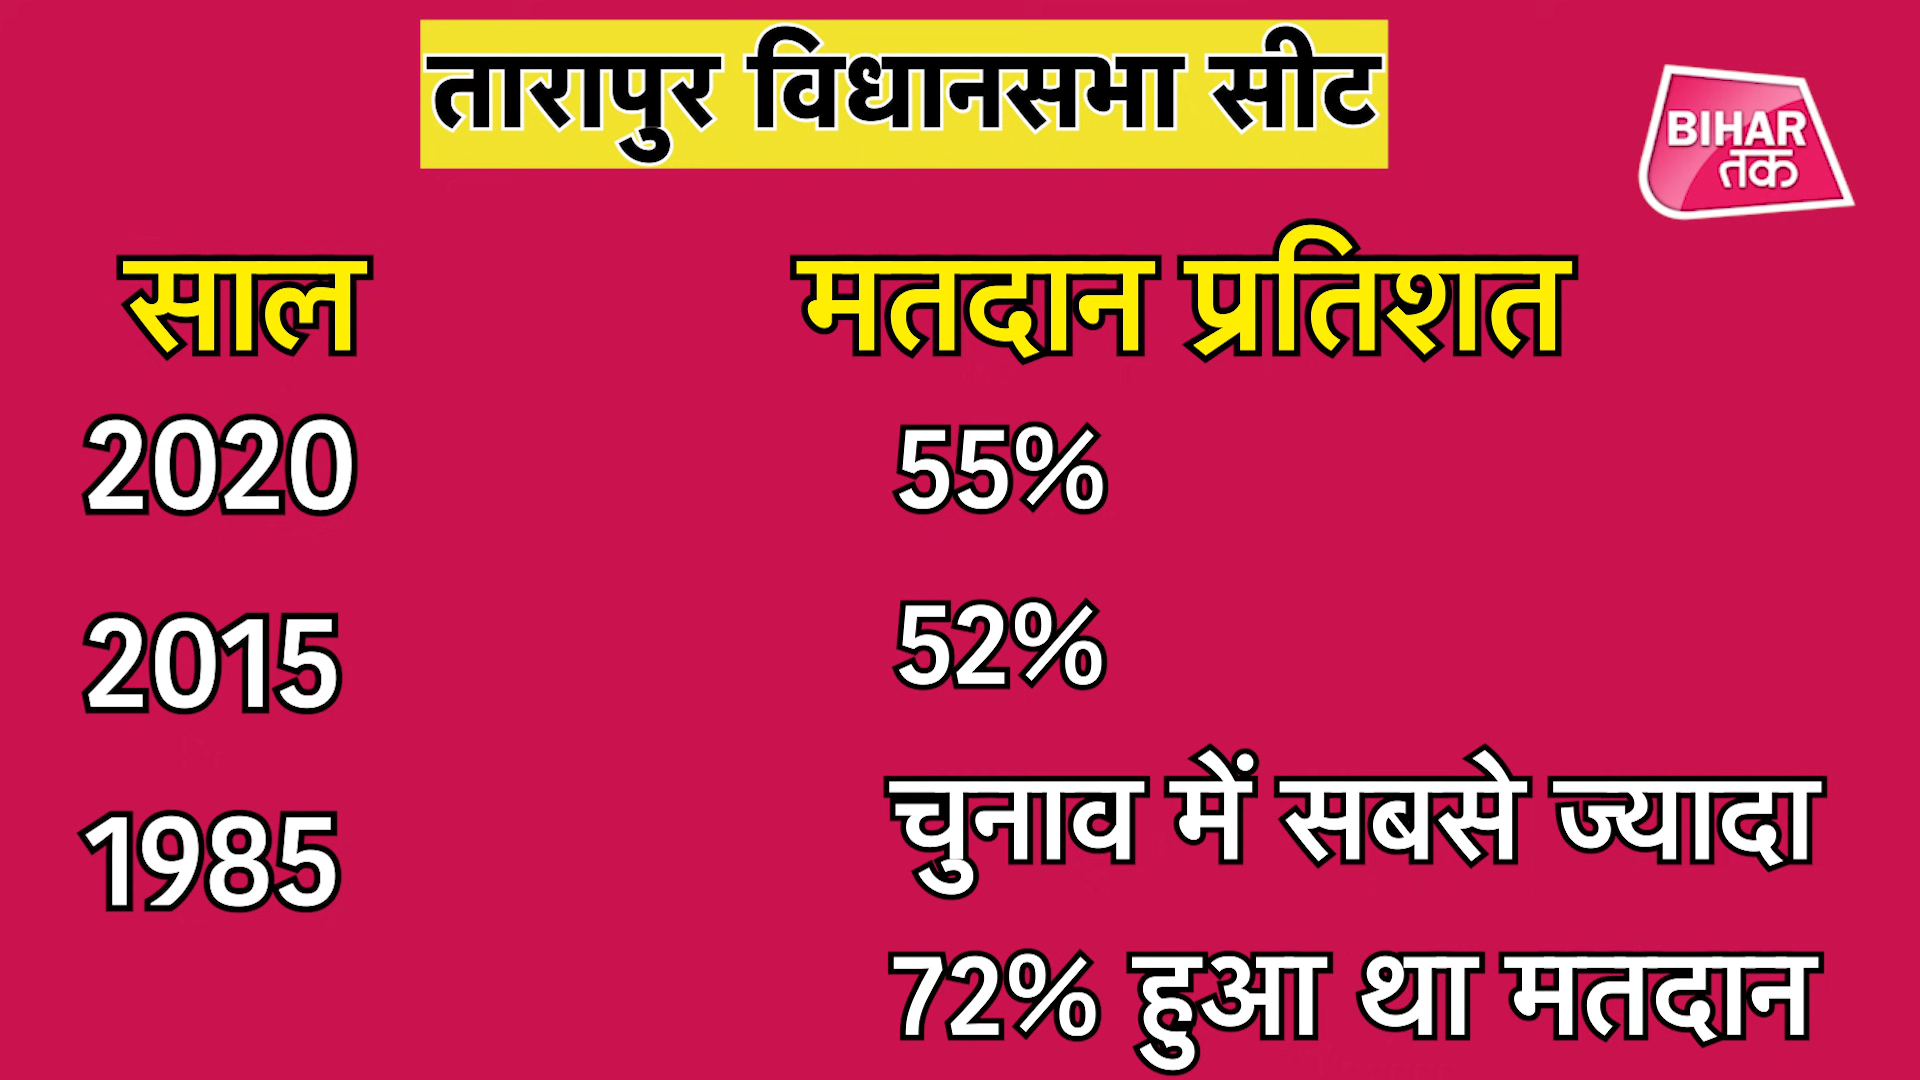 तारापुर विधानसभा सीट
BIHAR
तक
साल मतदान प्रतिशत
2020 55%
2015 52%
1985 चुनाव में सबसे ज्यादा
72% हुआ था मतदान